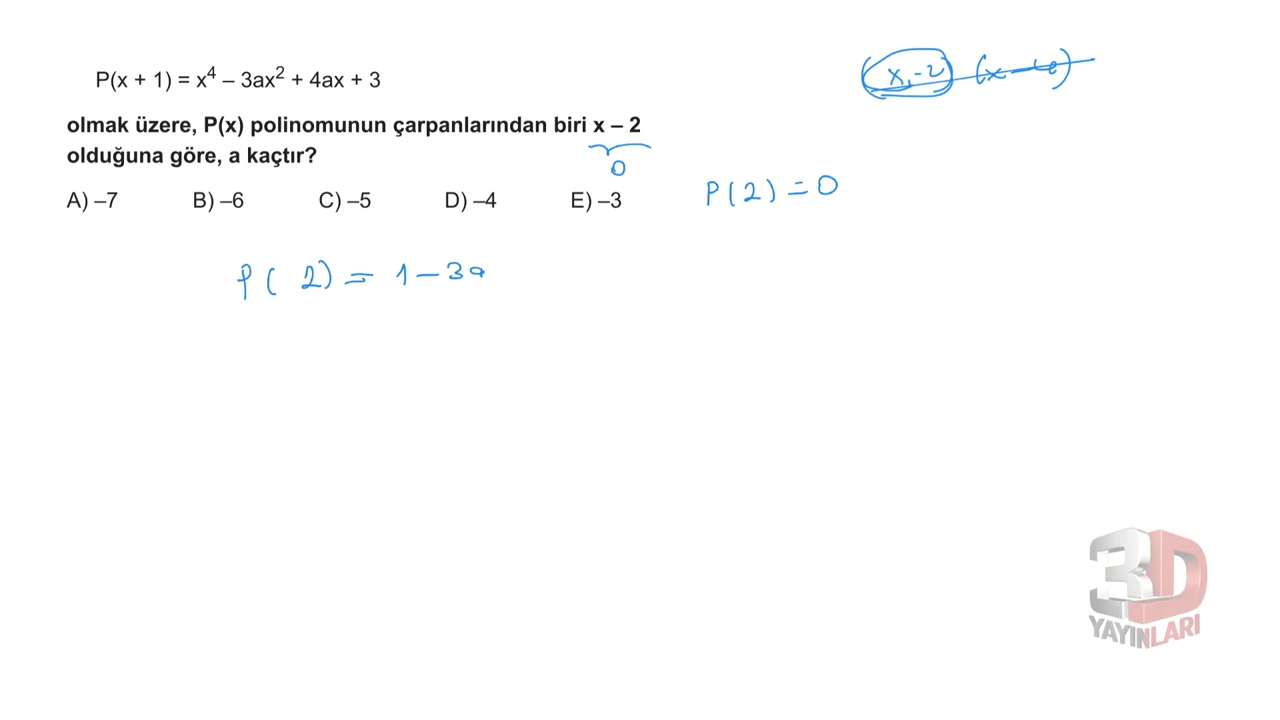 P(x + 1) = x⁴ – 3ax² + 4ax + 3
olmak üzere, P(x) polinomunun çarpanlarından biri x – 2
olduğuna göre, a kaçtır?
0
A) –7 B) –6 C) –5 D) –4 E) –3
P(2) = 0
P( 2) = 1 – 3a
(x – 2)
3D
YAYINLARI